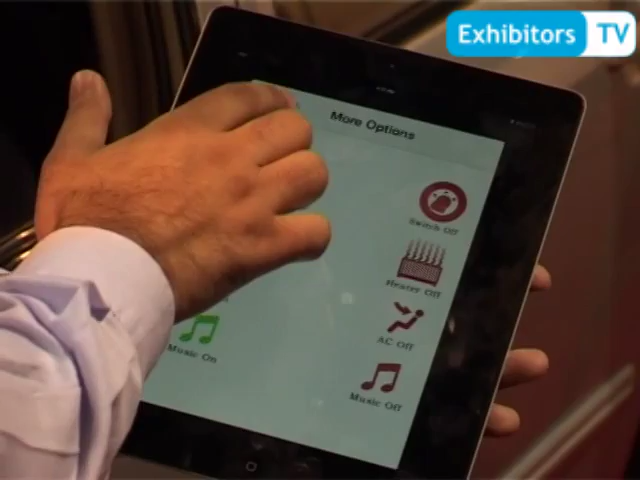 Exhibitors TV
More Options
Switch Off
Heater Off
AC Off
Music On
Music Off